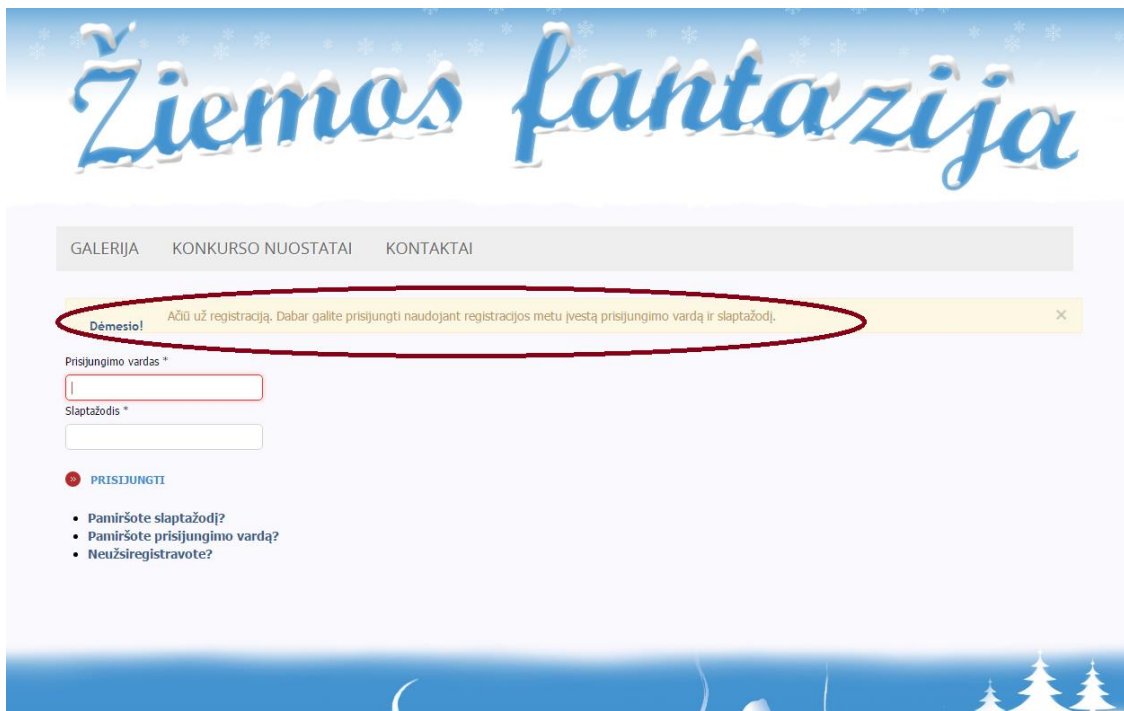 Žiemos fantazija
GALERIJA KONKURSO NUOSTATAI KONTAKTAI
Dėmesio! Ačiū už registraciją. Dabar galite prisijungti naudojant registracijos metu įvestą prisijungimo vardą ir slaptažodį. ×
Prisijungimo vardas *
Slaptažodis *
» PRISIJUNGTI
• Pamiršote slaptažodį?
• Pamiršote prisijungimo vardą?
• Neužsiregistravote?